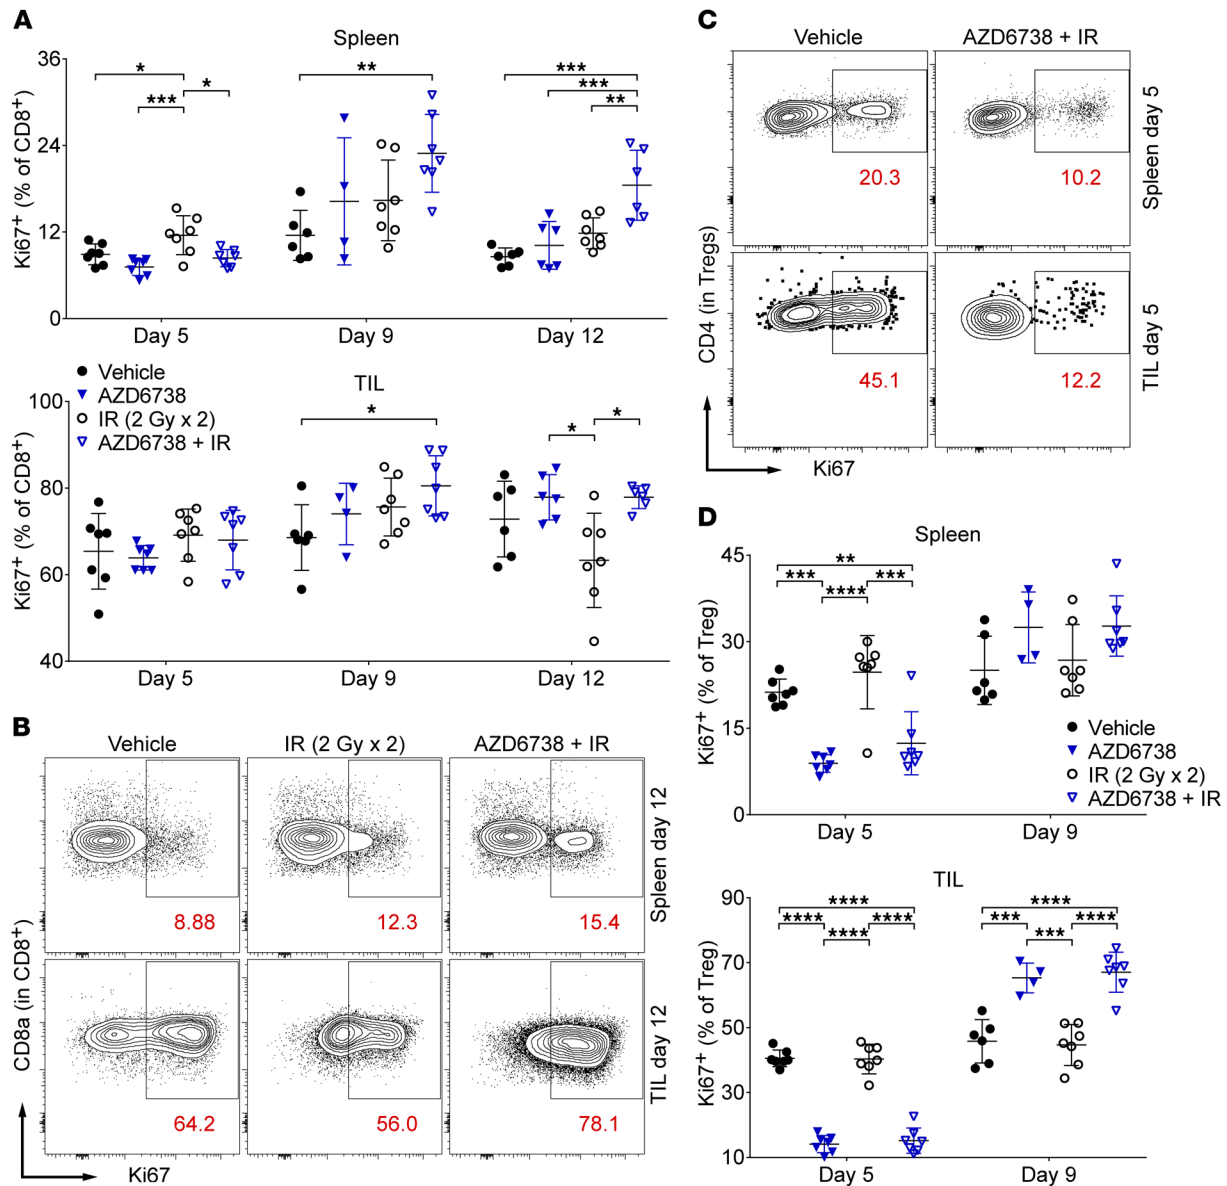 A
Spleen
Ki67⁺ (% of CD8⁺)
36
24
12
0
* *** * ** *** *** **
Day 5 Day 9 Day 12
TIL
Vehicle
AZD6738
IR (2 Gy x 2)
AZD6738 + IR
Ki67⁺ (% of CD8⁺)
100
80
60
40
* * *
Day 5 Day 9 Day 12
B
Vehicle IR (2 Gy x 2) AZD6738 + IR
8.88 12.3 15.4
Spleen day 12
64.2 56.0 78.1
TIL day 12
CD8a (in CD8⁺)
Ki67
C
Vehicle AZD6738 + IR
20.3 10.2
Spleen day 5
45.1 12.2
TIL day 5
CD4 (in Tregs)
Ki67
D
Spleen
Ki67⁺ (% of Treg)
45
30
15
0
** *** *** ****
Vehicle
AZD6738
IR (2 Gy x 2)
AZD6738 + IR
Day 5 Day 9
TIL
Ki67⁺ (% of Treg)
90
70
50
30
10
**** **** **** **** **** *** **** ***
Day 5 Day 9